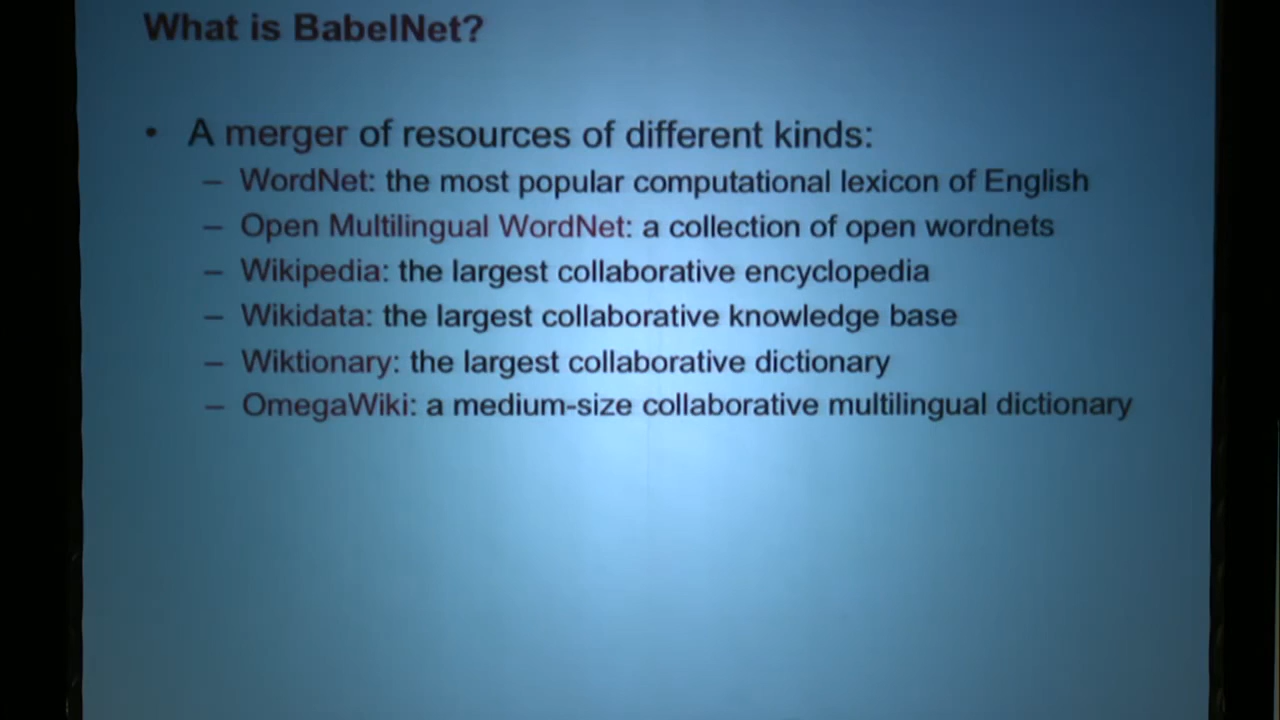 What is BabelNet?
• A merger of resources of different kinds:
– WordNet: the most popular computational lexicon of English
– Open Multilingual WordNet: a collection of open wordnets
– Wikipedia: the largest collaborative encyclopedia
– Wikidata: the largest collaborative knowledge base
– Wiktionary: the largest collaborative dictionary
– OmegaWiki: a medium-size collaborative multilingual dictionary